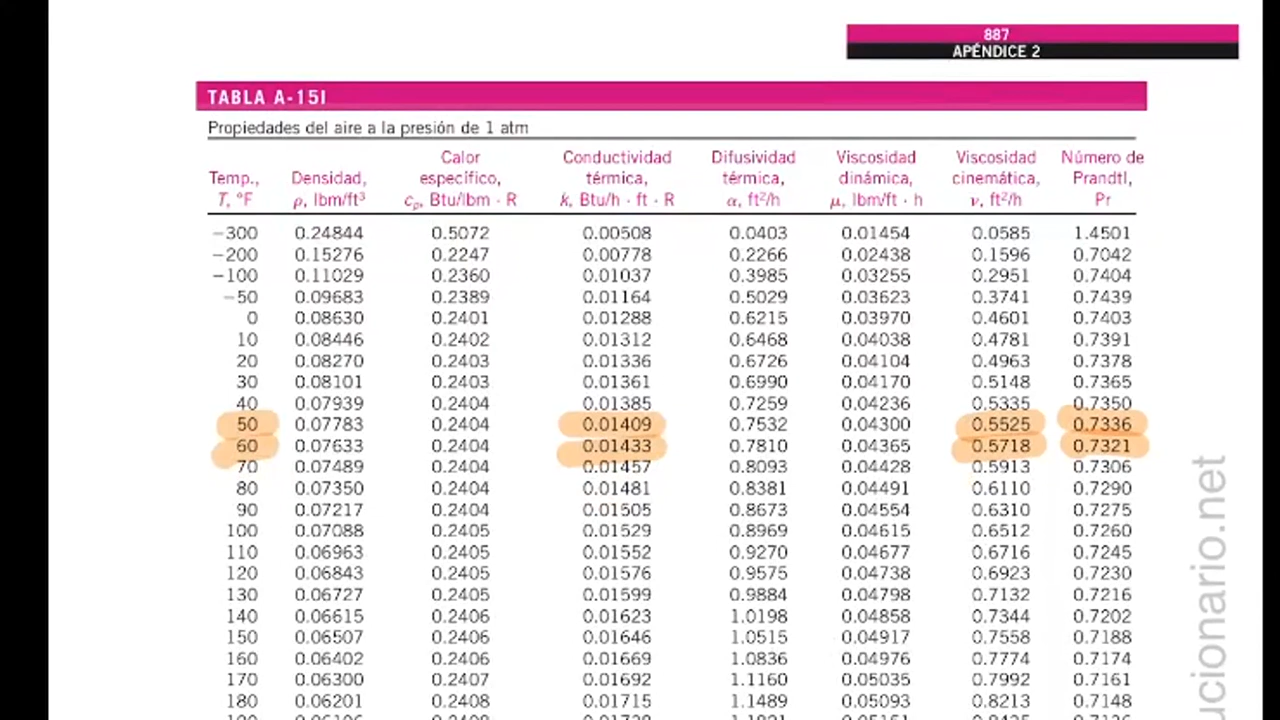 887
APÉNDICE 2
TABLA A-15I
Propiedades del aire a la presión de 1 atm
Calor Conductividad Difusividad Viscosidad Viscosidad Número de
Temp., Densidad, específico, térmica, térmica, dinámica, cinemática, Prandtl,
T, °F ρ, lbm/ft³ cp, Btu/lbm · R k, Btu/h · ft · R α, ft²/h μ, lbm/ft · h ν, ft²/h Pr
−300 0.24844 0.5072 0.00508 0.0403 0.01454 0.0585 1.4501
−200 0.15276 0.2247 0.00778 0.2266 0.02438 0.1596 0.7042
−100 0.11029 0.2360 0.01037 0.3985 0.03255 0.2951 0.7404
−50 0.09683 0.2389 0.01164 0.5029 0.03623 0.3741 0.7439
0 0.08630 0.2401 0.01288 0.6215 0.03970 0.4601 0.7403
10 0.08446 0.2402 0.01312 0.6468 0.04038 0.4781 0.7391
20 0.08270 0.2403 0.01336 0.6726 0.04104 0.4963 0.7378
30 0.08101 0.2403 0.01361 0.6990 0.04170 0.5148 0.7365
40 0.07939 0.2404 0.01385 0.7259 0.04236 0.5335 0.7350
50 0.07783 0.2404 0.01409 0.7532 0.04300 0.5525 0.7336
60 0.07633 0.2404 0.01433 0.7810 0.04365 0.5718 0.7321
70 0.07489 0.2404 0.01457 0.8093 0.04428 0.5913 0.7306
80 0.07350 0.2404 0.01481 0.8381 0.04491 0.6110 0.7290
90 0.07217 0.2404 0.01505 0.8673 0.04554 0.6310 0.7275
100 0.07088 0.2405 0.01529 0.8969 0.04615 0.6512 0.7260
110 0.06963 0.2405 0.01552 0.9270 0.04677 0.6716 0.7245
120 0.06843 0.2405 0.01576 0.9575 0.04738 0.6923 0.7230
130 0.06727 0.2405 0.01599 0.9884 0.04798 0.7132 0.7216
140 0.06615 0.2406 0.01623 1.0198 0.04858 0.7344 0.7202
150 0.06507 0.2406 0.01646 1.0515 0.04917 0.7558 0.7188
160 0.06402 0.2406 0.01669 1.0836 0.04976 0.7774 0.7174
170 0.06300 0.2407 0.01692 1.1160 0.05035 0.7992 0.7161
180 0.06201 0.2408 0.01715 1.1489 0.05093 0.8213 0.7148
ucionario.net